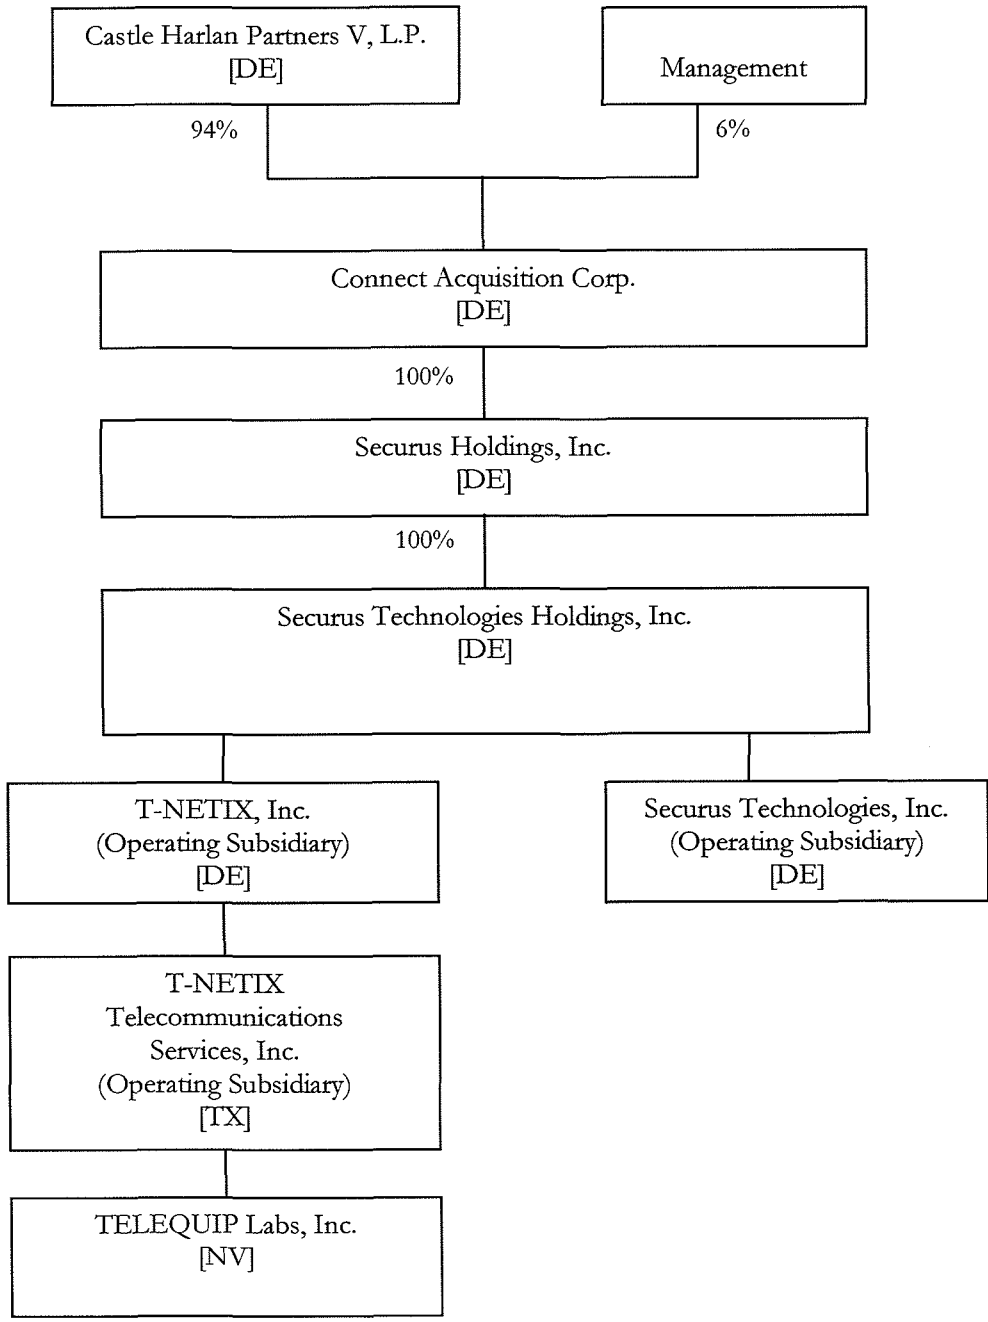 Castle Harlan Partners V, L.P.
[DE]
Management
94%
6%
Connect Acquisition Corp.
[DE]
100%
Securus Holdings, Inc.
[DE]
100%
Securus Technologies Holdings, Inc.
[DE]
T-NETIX, Inc.
(Operating Subsidiary)
[DE]
Securus Technologies, Inc.
(Operating Subsidiary)
[DE]
T-NETIX
Telecommunications
Services, Inc.
(Operating Subsidiary)
[TX]
TELEQUIP Labs, Inc.
[NV]